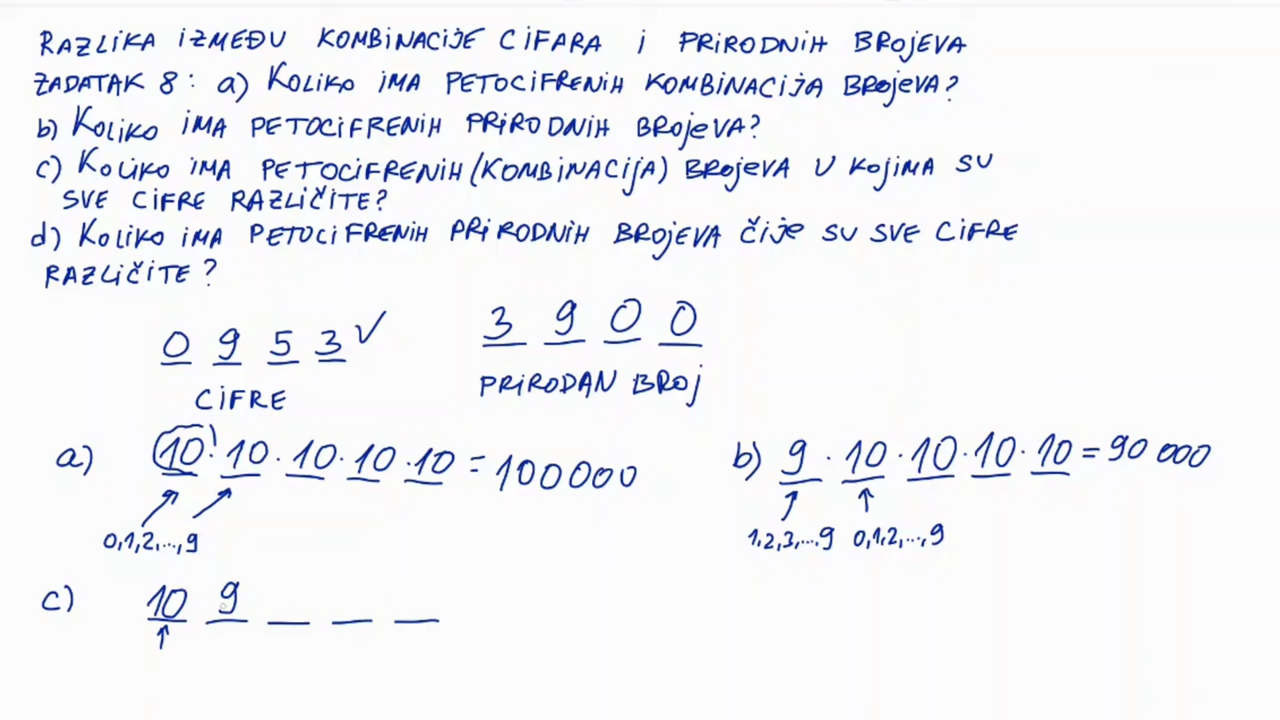 RAZLIKA IZMEĐU KOMBINACIJE CIFARA I PRIRODNIH BROJEVA
ZADATAK 8: a) KOLIKO IMA PETOCIFRENIH KOMBINACIJA BROJEVA?
b) KOLIKO IMA PETOCIFRENIH PRIRODNIH BROJEVA?
c) KOLIKO IMA PETOCIFRENIH (KOMBINACIJA) BROJEVA U KOJIMA SU
SVE CIFRE RAZLIČITE?
d) KOLIKO IMA PETOCIFRENIH PRIRODNIH BROJEVA ČIJE SU SVE CIFRE
RAZLIČITE?
0 9 5 3 ✓
CIFRE
3 9 0 0
PRIRODAN BROJ
a) 10 · 10 · 10 · 10 · 10 = 100000
0,1,2,...,9
b) 9 · 10 · 10 · 10 · 10 = 90 000
1,2,3,...9 0,1,2,...,9
c) 10 9